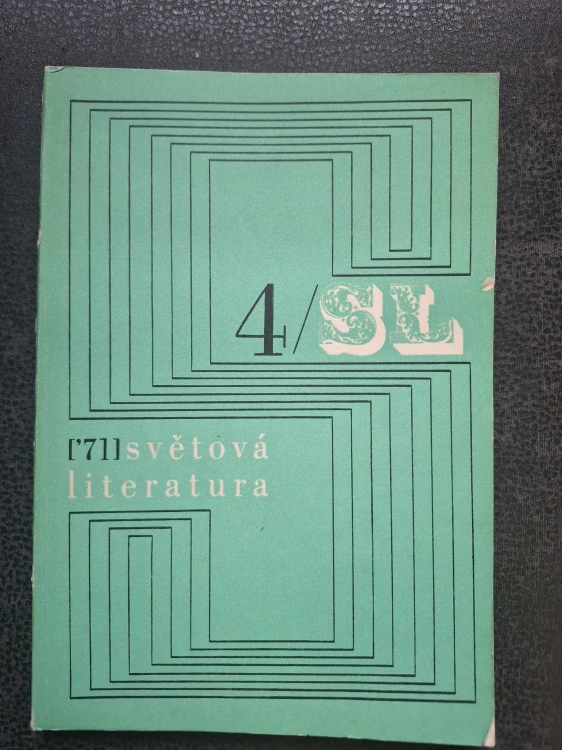 4/SL
['71] světová
literatura